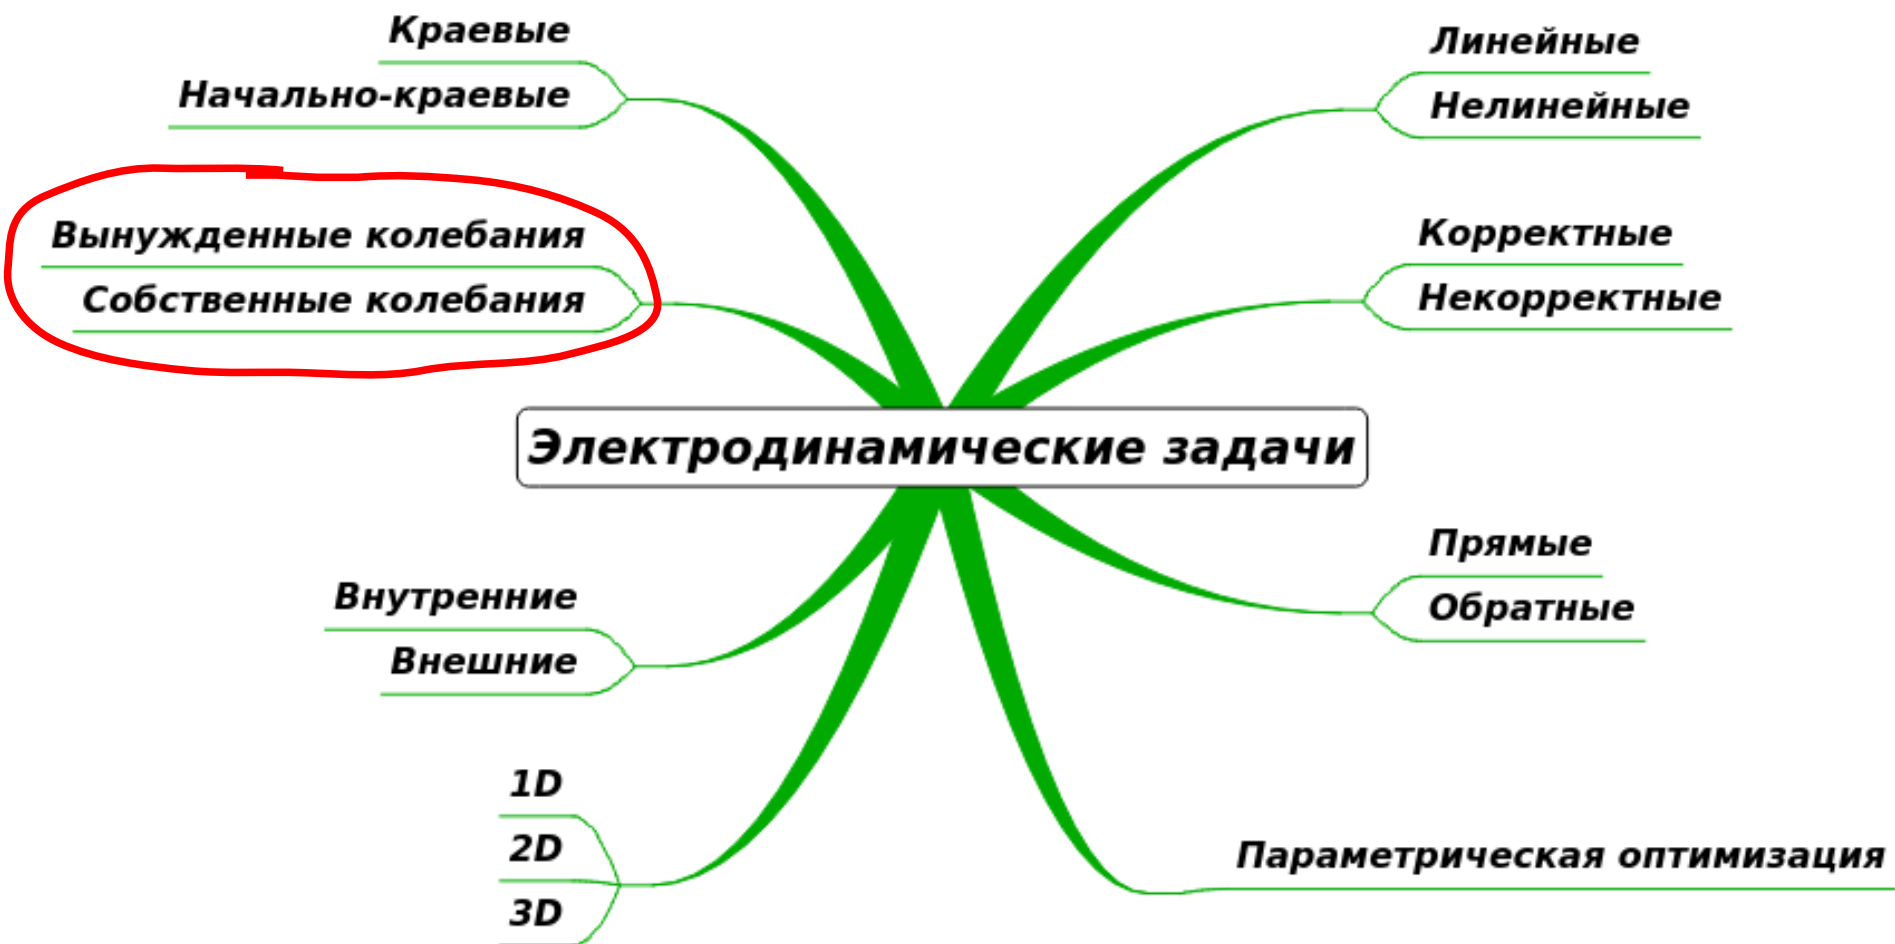 Краевые
Начально-краевые
Вынужденные колебания
Собственные колебания
Линейные
Нелинейные
Корректные
Некорректные
Электродинамические задачи
Внутренние
Внешние
1D
2D
3D
Прямые
Обратные
Параметрическая оптимизация